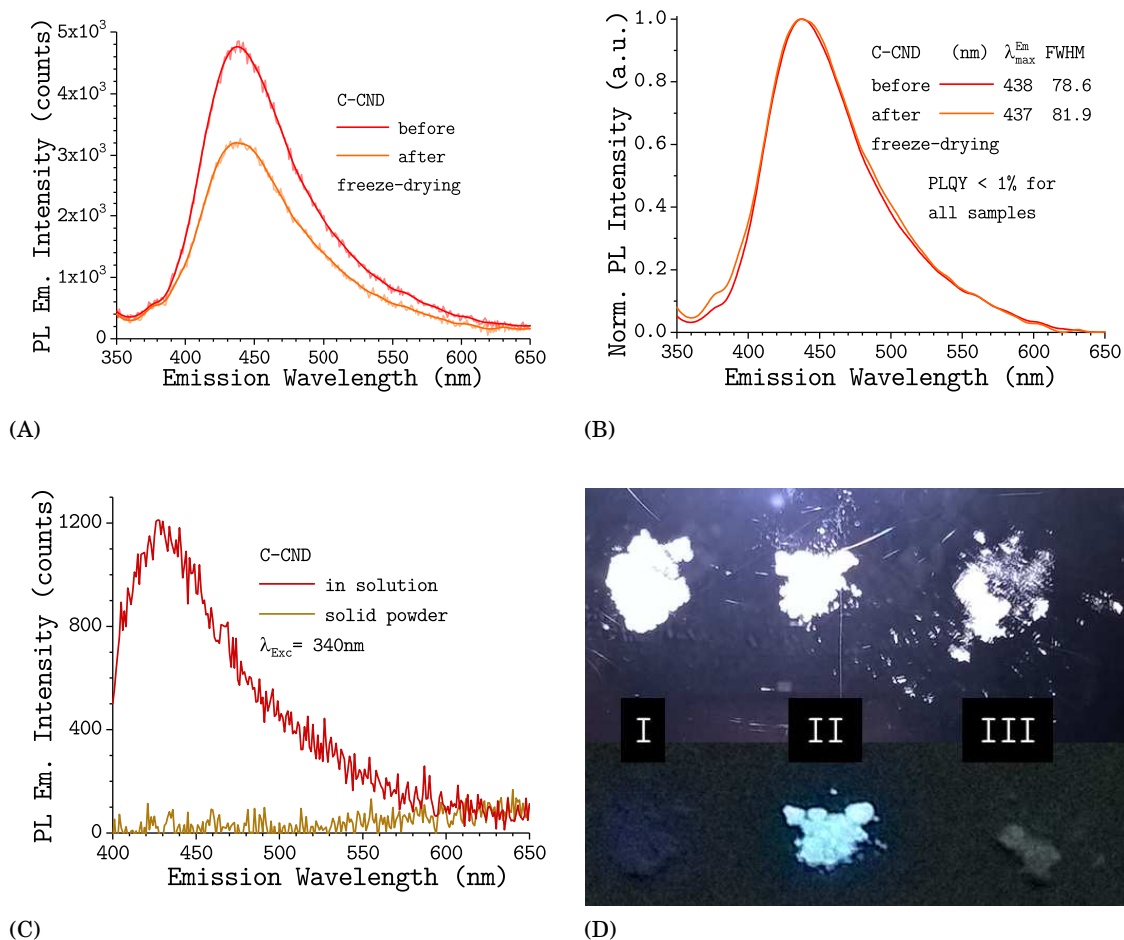 PL Em. Intensity (counts)
5x10³
4x10³
3x10³
2x10³
1x10³
0
350 400 450 500 550 600 650
Emission Wavelength (nm)
C-CND
before
after
freeze-drying
(A)
Norm. PL Intensity (a.u.)
1.0
0.8
0.6
0.4
0.2
0.0
350 400 450 500 550 600 650
Emission Wavelength (nm)
C-CND (nm) λ^Em_max FWHM
before 438 78.6
after 437 81.9
freeze-drying
PLQY < 1% for
all samples
(B)
PL Em. Intensity (counts)
1200
800
400
0
400 450 500 550 600 650
Emission Wavelength (nm)
C-CND
in solution
solid powder
λ_Exc= 340nm
(C)
I II III
(D)